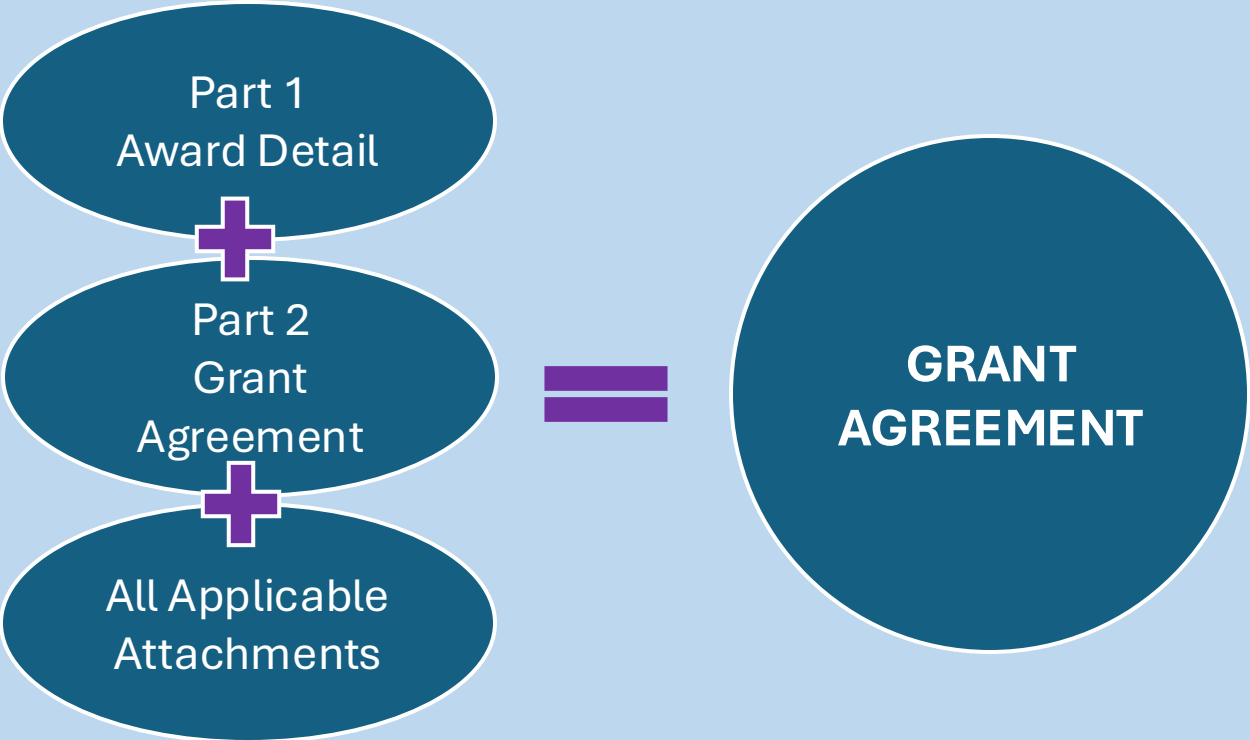 Part 1
Award Detail
Part 2
Grant
Agreement
All Applicable
Attachments
GRANT
AGREEMENT